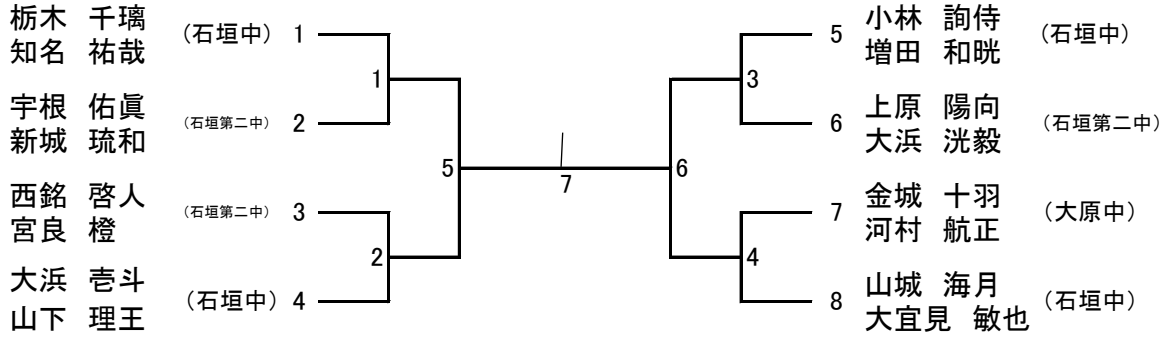 栃木 千璃
知名 祐哉
(石垣中) 1
宇根 佑眞
新城 琉和
(石垣第二中) 2
西銘 啓人
宮良 橙
(石垣第二中) 3
大浜 壱斗
山下 理王
(石垣中) 4
1
2
5
7
6
3
4
5 小林 詢侍
増田 和晄
(石垣中)
6 上原 陽向
大浜 洸毅
(石垣第二中)
7 金城 十羽
河村 航正
(大原中)
8 山城 海月
大宜見 敏也
(石垣中)